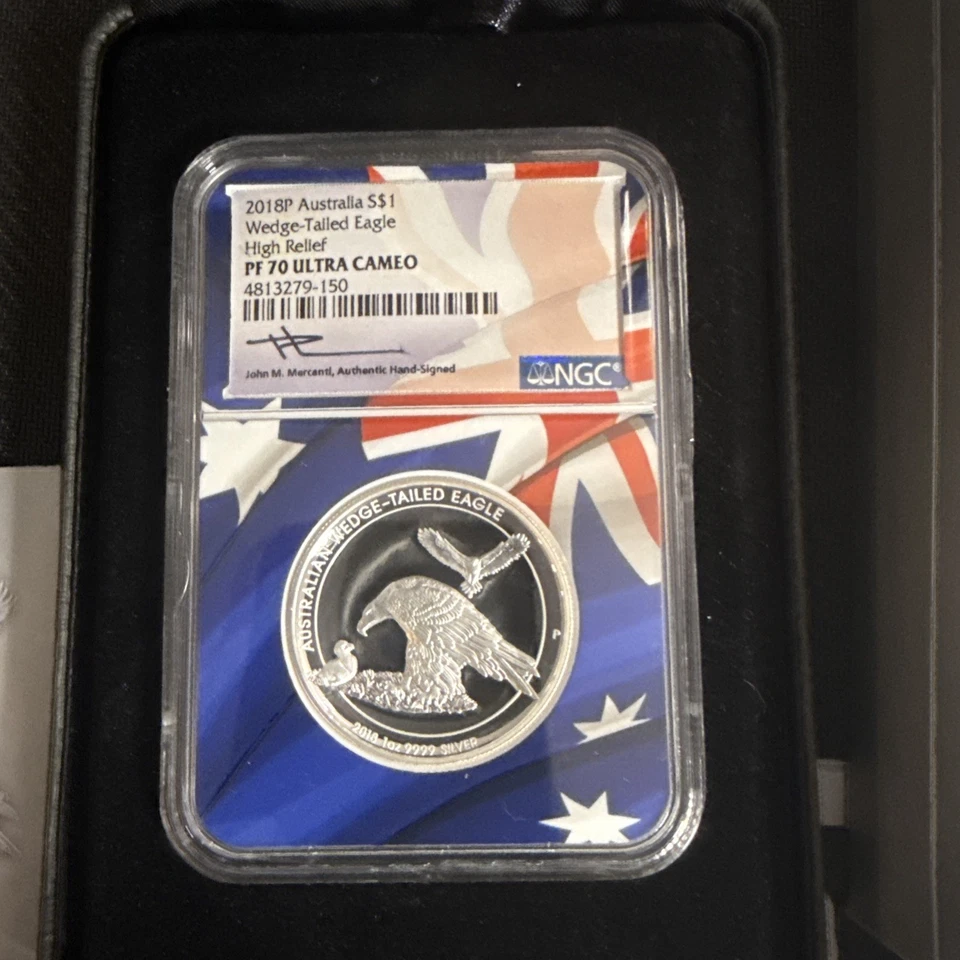 2018P Australia S$1
Wedge-Tailed Eagle
High Relief
PF 70 ULTRA CAMEO
4813279-150
John M. Mercanti, Authentic Hand-Signed
NGC®
AUSTRALIAN WEDGE-TAILED EAGLE
P
2018 1oz 9999 SILVER